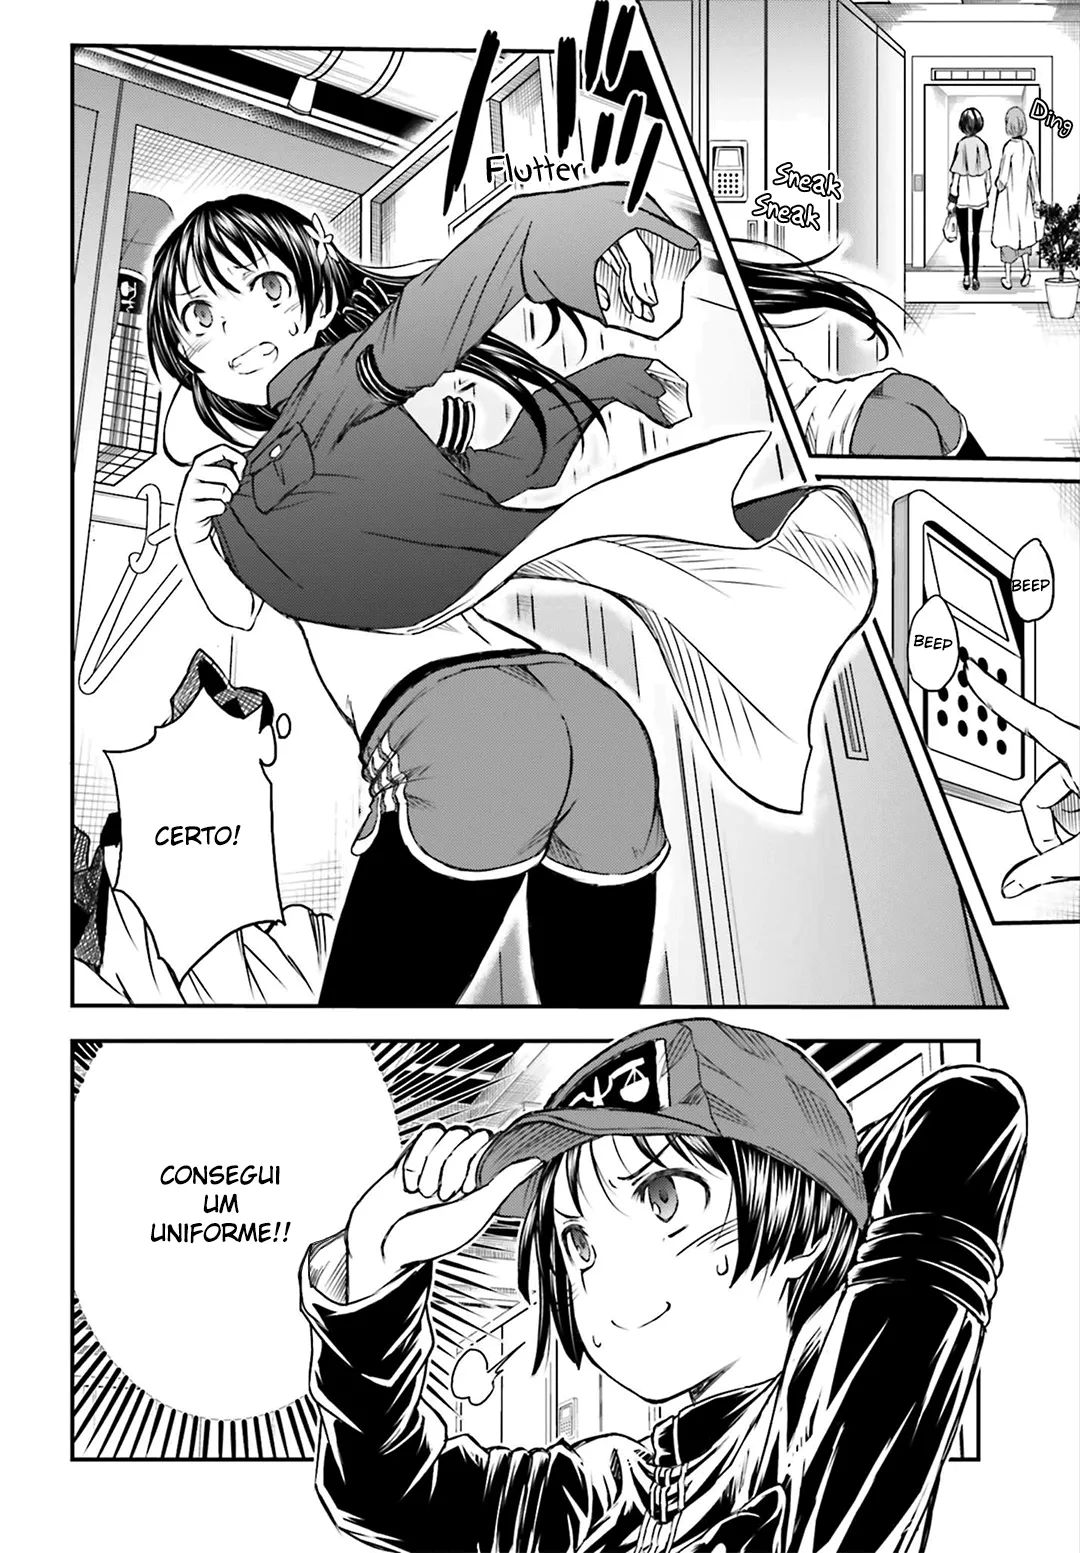 Ding
Sneak
Sneak
BEEP
BEEP
Flutter
CERTO!
CONSEGUI
UM
UNIFORME!!